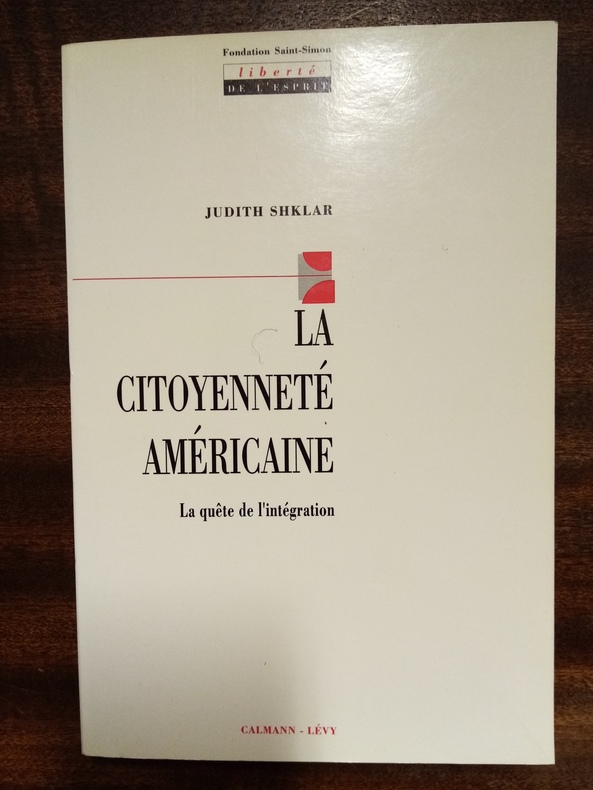 Fondation Saint-Simon
liberté
DE L'ESPRIT
JUDITH SHKLAR
LA
CITOYENNETÉ
AMÉRICAINE
La quête de l'intégration
CALMANN - LÉVY